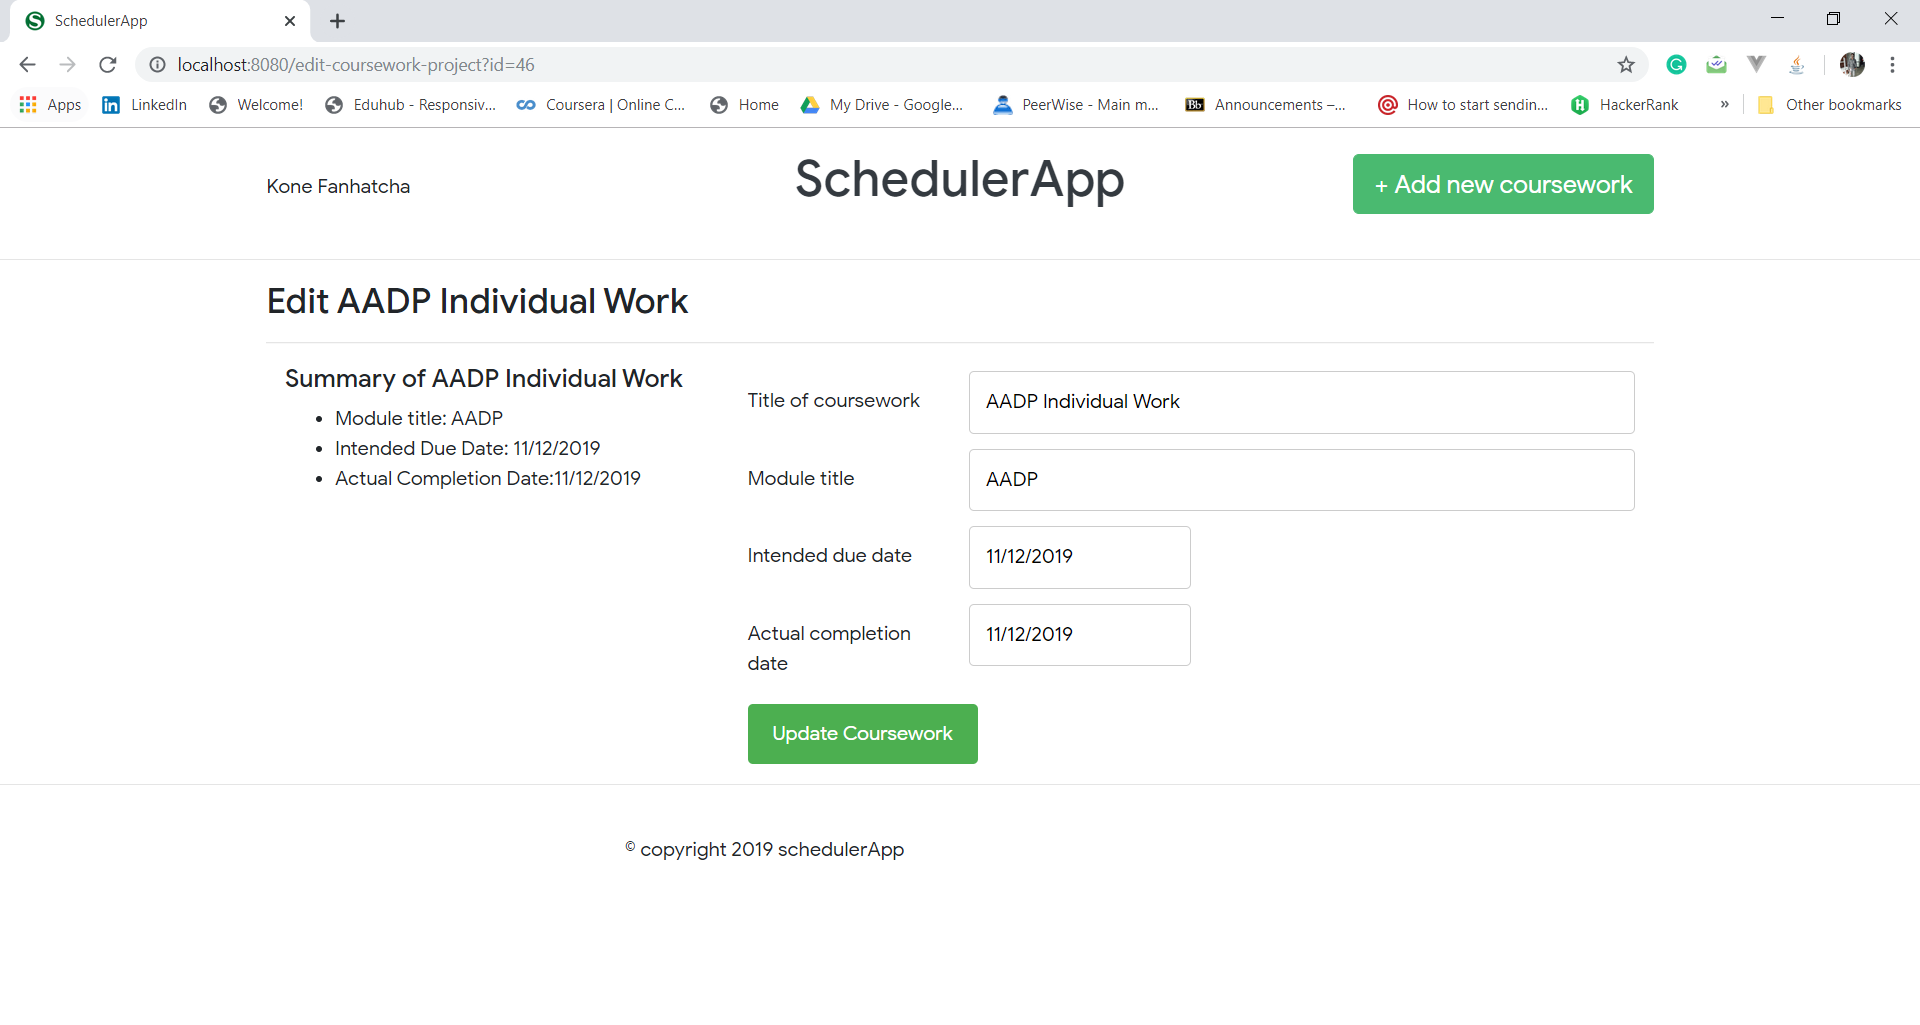 SchedulerApp
localhost:8080/edit-coursework-project?id=46
Apps LinkedIn Welcome! Eduhub - Responsiv... Coursera | Online C... Home My Drive - Google... PeerWise - Main m... Bb Announcements –... How to start sendin... HackerRank » Other bookmarks
Kone Fanhatcha
SchedulerApp
+ Add new coursework
Edit AADP Individual Work
Summary of AADP Individual Work
• Module title: AADP
• Intended Due Date: 11/12/2019
• Actual Completion Date:11/12/2019
Title of coursework
AADP Individual Work
Module title
AADP
Intended due date
11/12/2019
Actual completion
date
11/12/2019
Update Coursework
© copyright 2019 schedulerApp